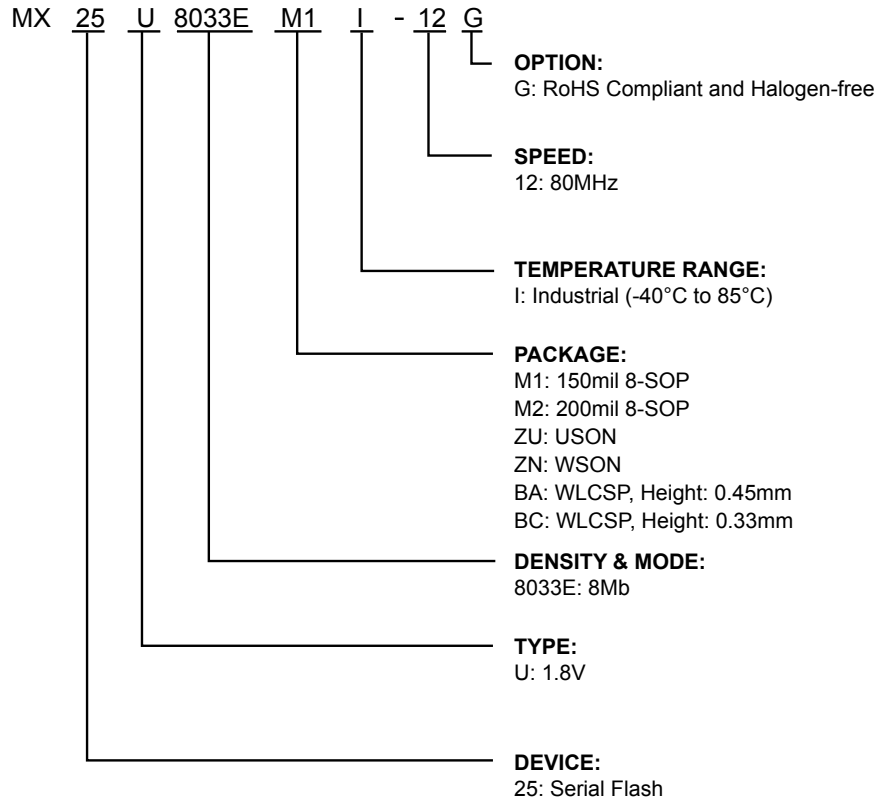 MX 25 U 8033E M1 I - 12 G
OPTION:
G: RoHS Compliant and Halogen-free
SPEED:
12: 80MHz
TEMPERATURE RANGE:
I: Industrial (-40°C to 85°C)
PACKAGE:
M1: 150mil 8-SOP
M2: 200mil 8-SOP
ZU: USON
ZN: WSON
BA: WLCSP, Height: 0.45mm
BC: WLCSP, Height: 0.33mm
DENSITY & MODE:
8033E: 8Mb
TYPE:
U: 1.8V
DEVICE:
25: Serial Flash